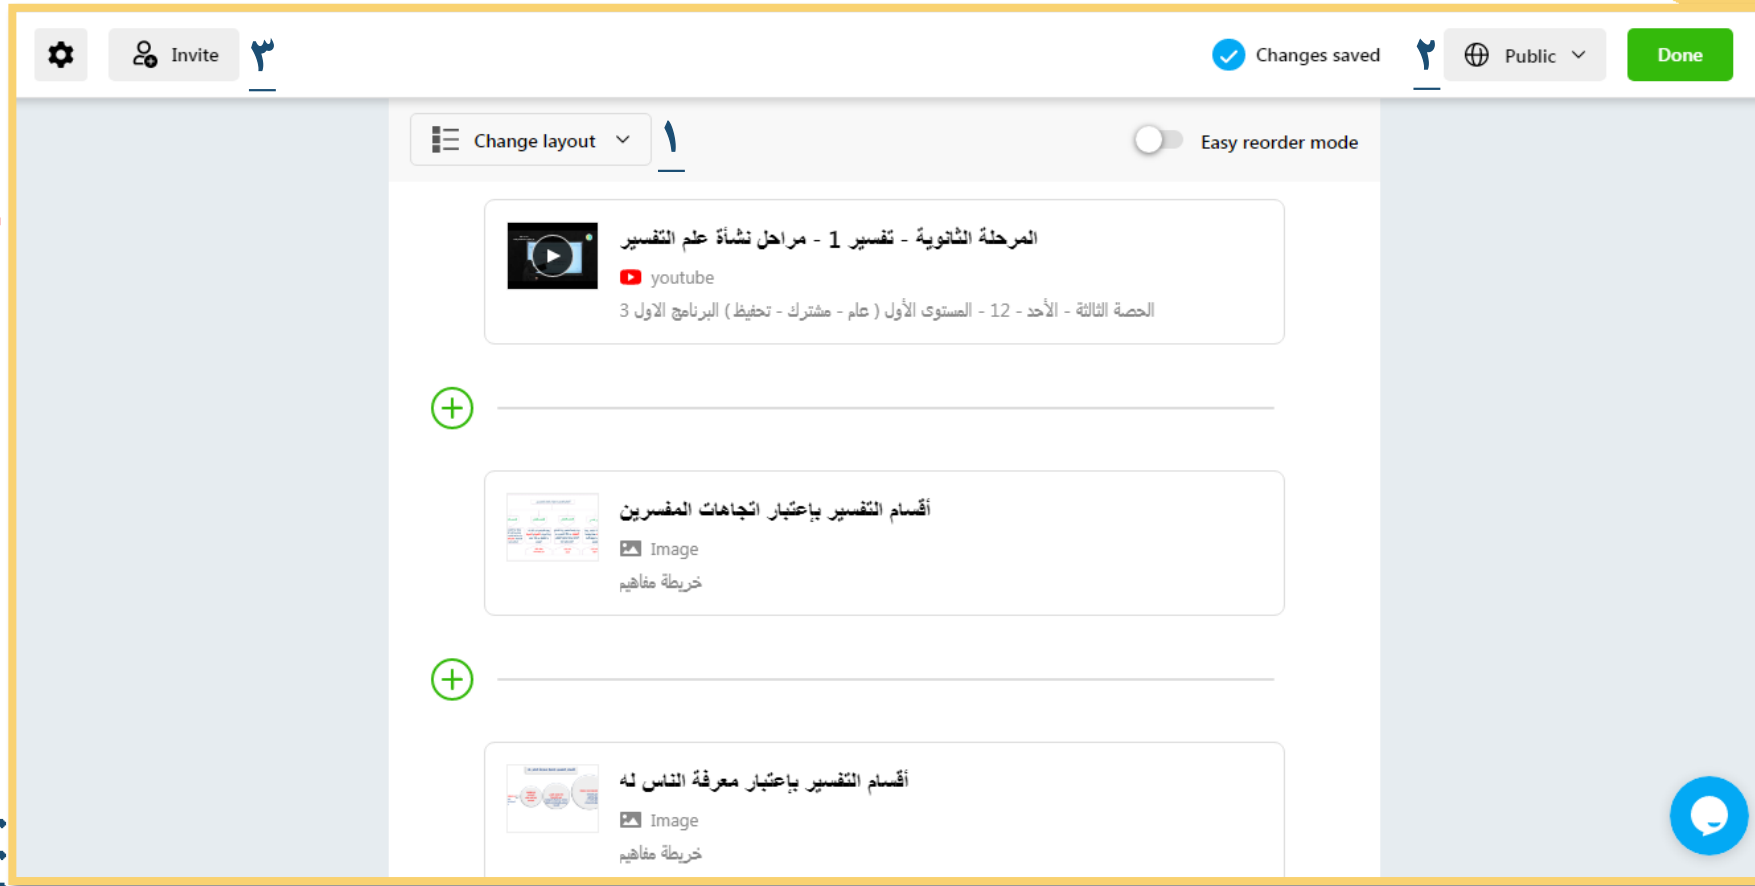 Invite ٣
Changes saved ٢ Public Done
Change layout ١
Easy reorder mode
المرحلة الثانوية - تفسير 1 - مراحل نشأة علم التفسير
youtube
الحصة الثالثة - الأحد - 12 - المستوى الأول ( عام - مشترك - تحفيظ ) البرنامج الاول 3
أقسام التفسير بإعتبار اتجاهات المفسرين
Image
خريطة مفاهيم
أقسام التفسير بإعتبار معرفة الناس له
Image
خريطة مفاهيم